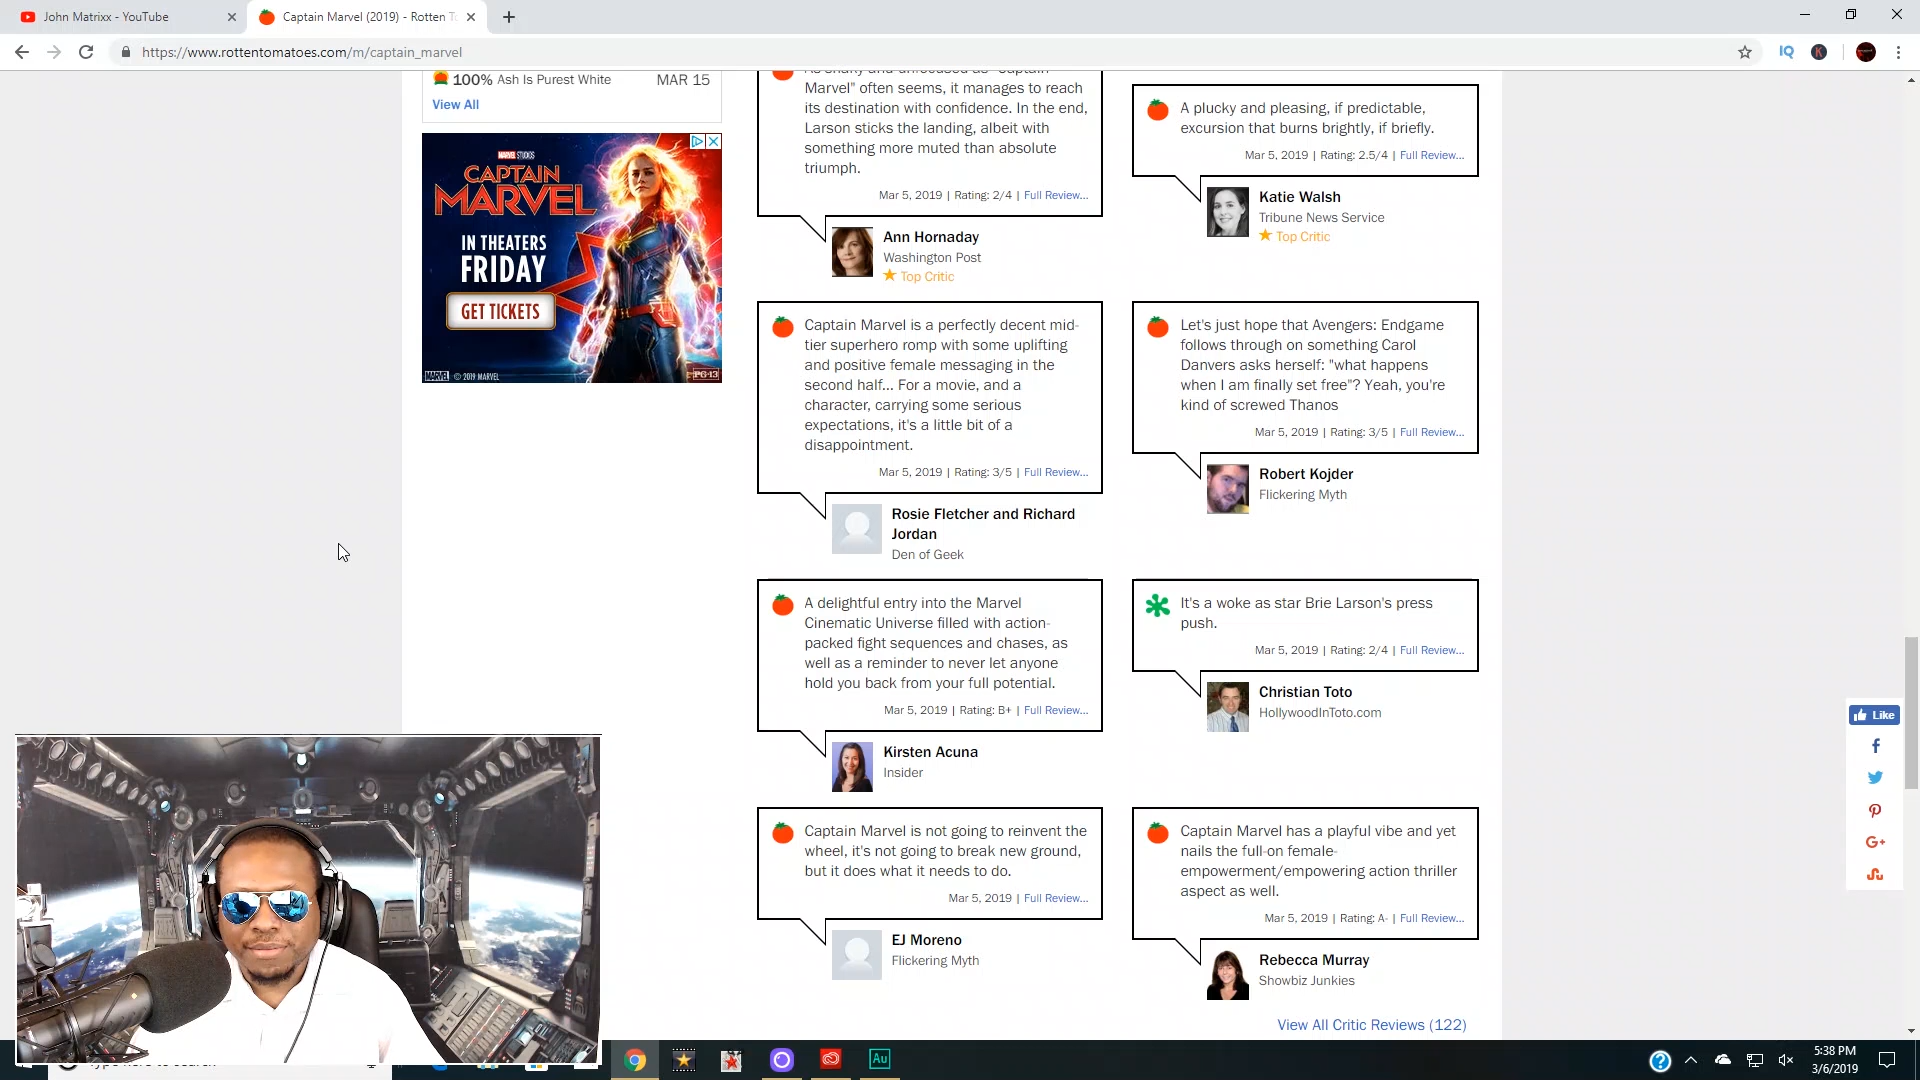 John Matrixx - YouTube
Captain Marvel (2019) - Rotten To
https://www.rottentomatoes.com/m/captain_marvel
IQ
K
100% Ash Is Purest White MAR 15
View All
MARVEL STUDIOS
CAPTAIN
MARVEL
IN THEATERS
FRIDAY
GET TICKETS
MARVEL © 2019 MARVEL
PG-13
As shaky and unfocused as "Captain
Marvel" often seems, it manages to reach
its destination with confidence. In the end,
Larson sticks the landing, albeit with
something more muted than absolute
triumph.
Mar 5, 2019 | Rating: 2/4 | Full Review...
Ann Hornaday
Washington Post
Top Critic
A plucky and pleasing, if predictable,
excursion that burns brightly, if briefly.
Mar 5, 2019 | Rating: 2.5/4 | Full Review...
Katie Walsh
Tribune News Service
Top Critic
Captain Marvel is a perfectly decent mid-
tier superhero romp with some uplifting
and positive female messaging in the
second half... For a movie, and a
character, carrying some serious
expectations, it's a little bit of a
disappointment.
Mar 5, 2019 | Rating: 3/5 | Full Review...
Rosie Fletcher and Richard
Jordan
Den of Geek
Let's just hope that Avengers: Endgame
follows through on something Carol
Danvers asks herself: "what happens
when I am finally set free"? Yeah, you're
kind of screwed Thanos
Mar 5, 2019 | Rating: 3/5 | Full Review...
Robert Kojder
Flickering Myth
A delightful entry into the Marvel
Cinematic Universe filled with action-
packed fight sequences and chases, as
well as a reminder to never let anyone
hold you back from your full potential.
Mar 5, 2019 | Rating: B+ | Full Review...
Kirsten Acuna
Insider
It's a woke as star Brie Larson's press
push.
Mar 5, 2019 | Rating: 2/4 | Full Review...
Christian Toto
HollywoodInToto.com
Captain Marvel is not going to reinvent the
wheel, it's not going to break new ground,
but it does what it needs to do.
Mar 5, 2019 | Full Review...
EJ Moreno
Flickering Myth
Captain Marvel has a playful vibe and yet
nails the full-on female-
empowerment/empowering action thriller
aspect as well.
Mar 5, 2019 | Rating: A- | Full Review...
Rebecca Murray
Showbiz Junkies
View All Critic Reviews (122)
Like
G+
Au
5:38 PM
3/6/2019